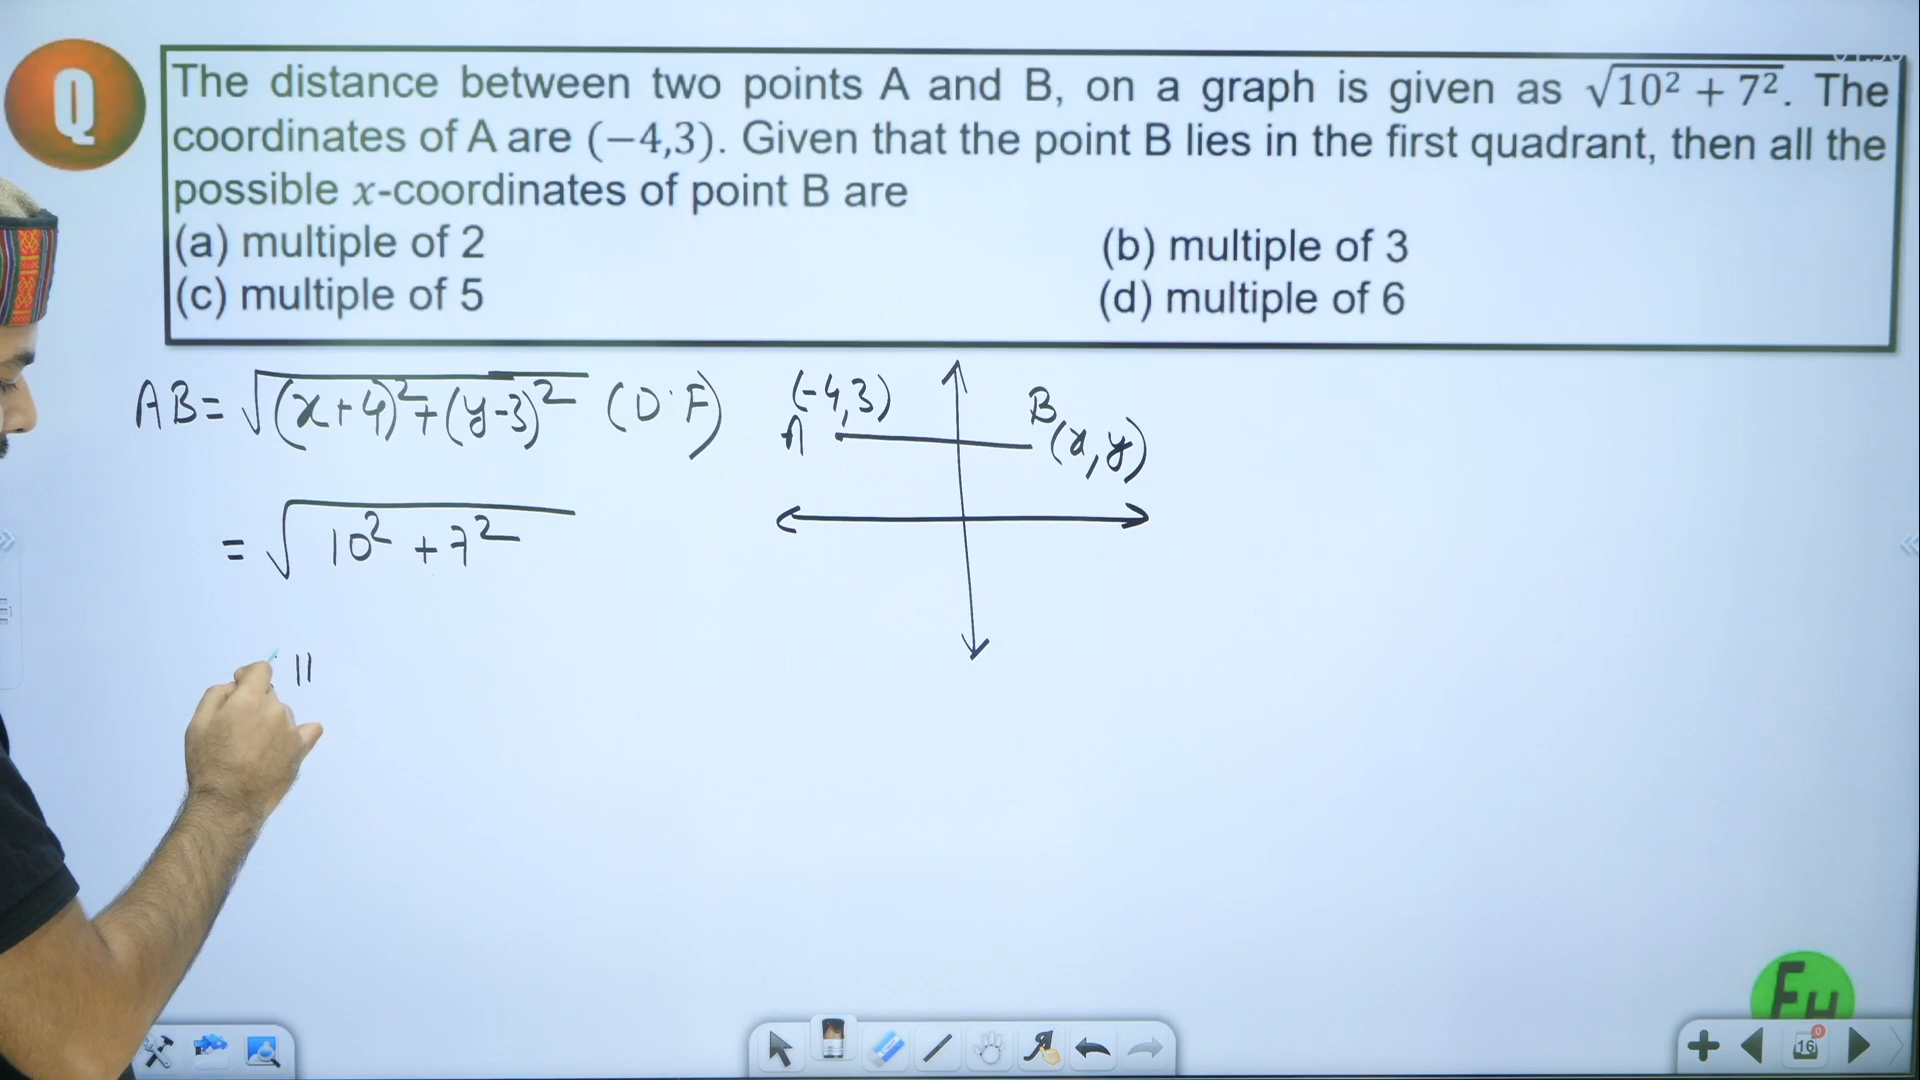 Q
The distance between two points A and B, on a graph is given as √10² + 7². The
coordinates of A are (−4,3). Given that the point B lies in the first quadrant, then all the
possible x-coordinates of point B are
(a) multiple of 2
(b) multiple of 3
(c) multiple of 5
(d) multiple of 6
AB = √(x+4)²+(y-3)² (D.F)
(-4,3)
A
B
(x,y)
= √10² + 7²
11
16
0